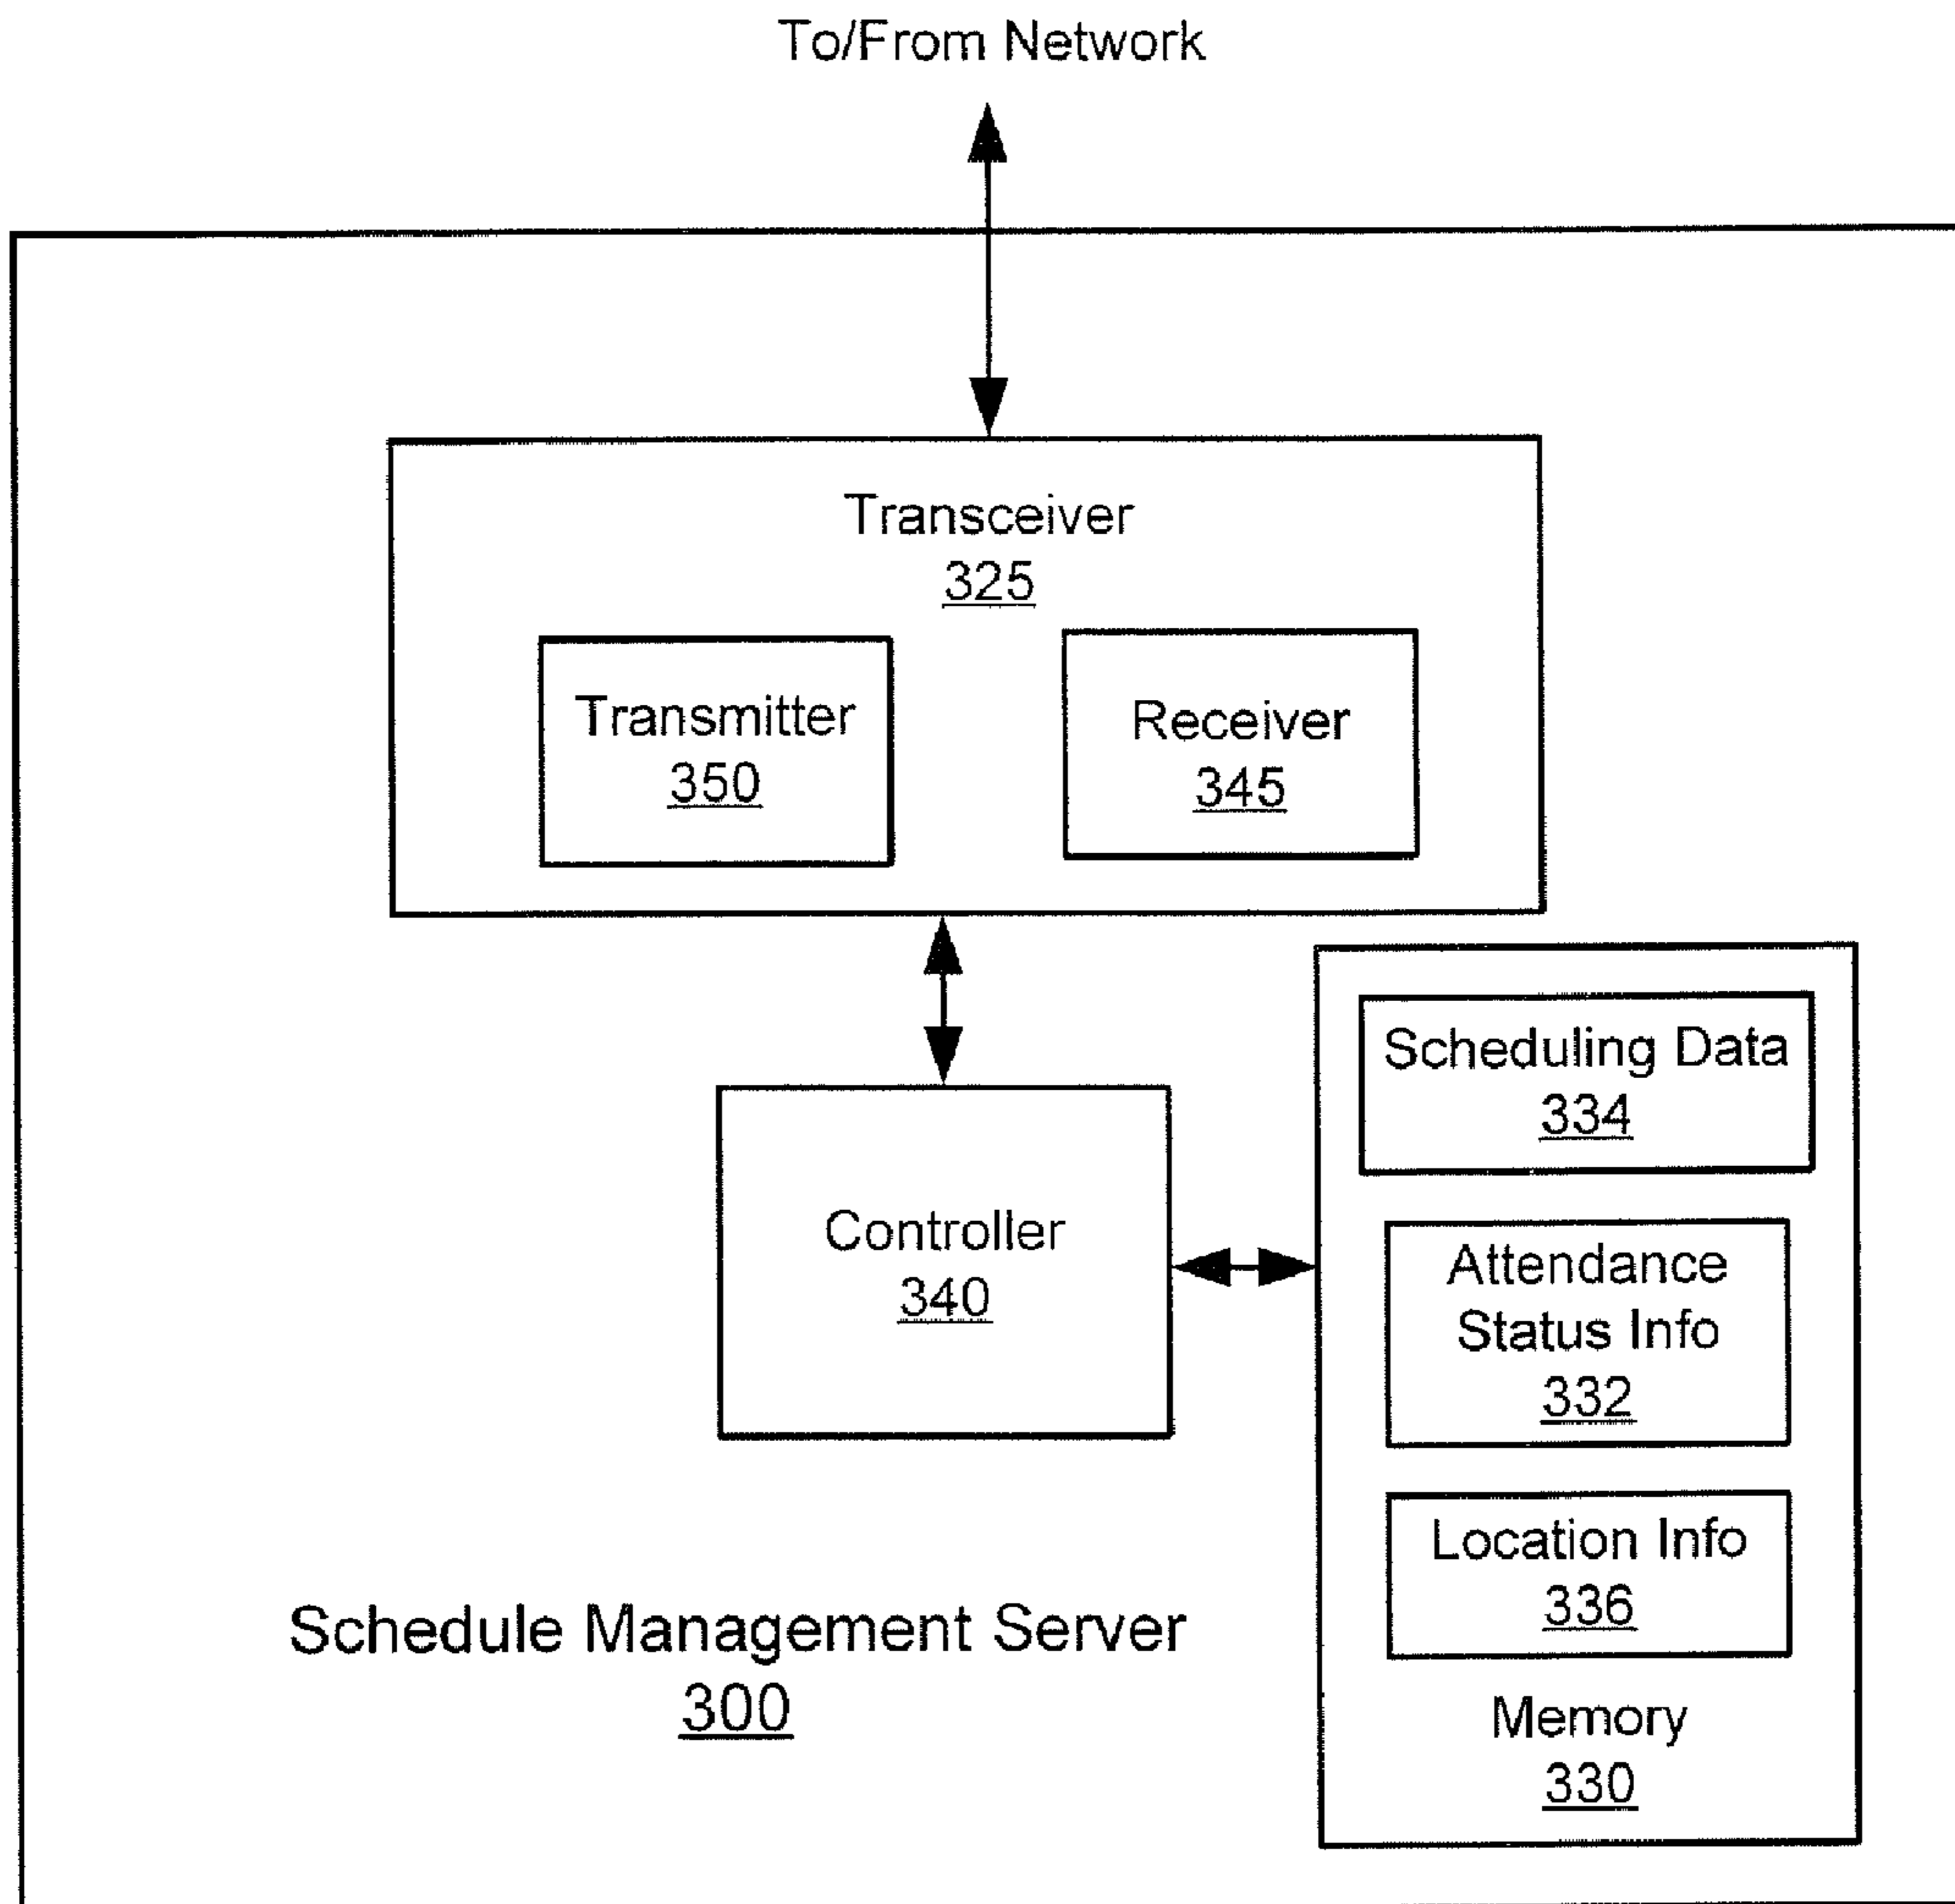 To/From Network
Transceiver
325
Transmitter
350
Receiver
345
Scheduling Data
334
Controller
340
Attendance
Status Info
332
Location Info
336
Schedule Management Server
300
Memory
330